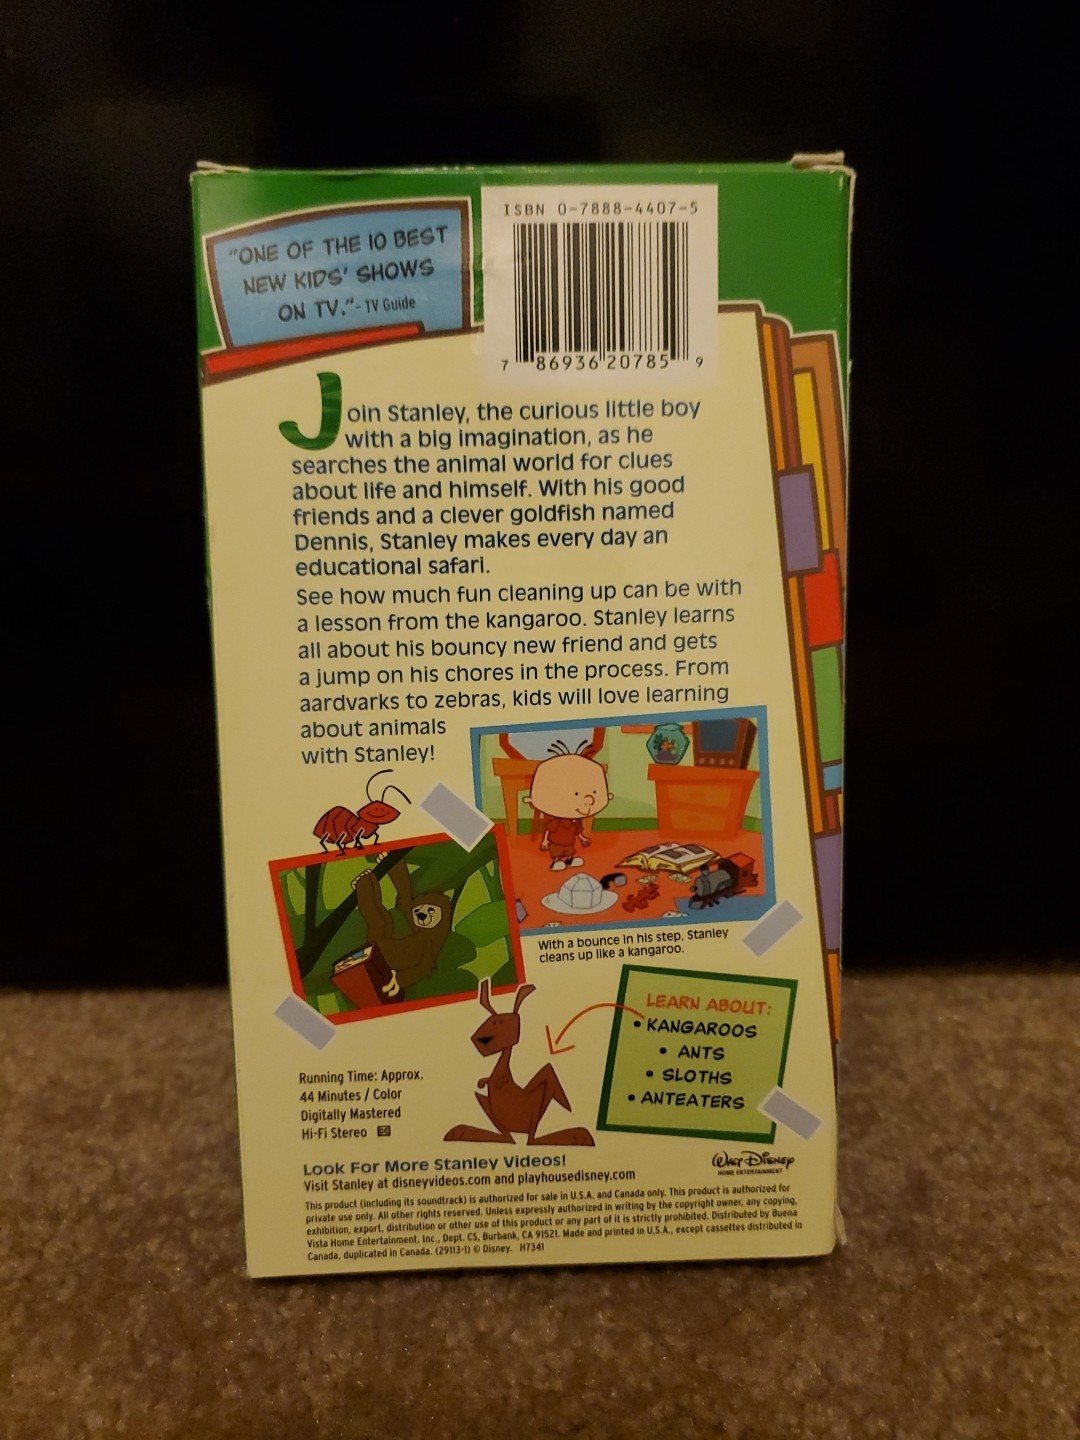 "ONE OF THE 10 BEST
NEW KIDS' SHOWS
ON TV."- TV Guide
ISBN 0-7888-4407-5
7 86936 20785 9
Join Stanley, the curious little boy
with a big imagination, as he
searches the animal world for clues
about life and himself. With his good
friends and a clever goldfish named
Dennis, Stanley makes every day an
educational safari.
See how much fun cleaning up can be with
a lesson from the kangaroo. Stanley learns
all about his bouncy new friend and gets
a jump on his chores in the process. From
aardvarks to zebras, kids will love learning
about animals
with Stanley!
With a bounce in his step, Stanley
cleans up like a kangaroo.
LEARN ABOUT:
• KANGAROOS
• ANTS
• SLOTHS
• ANTEATERS
Running Time: Approx.
44 Minutes / Color
Digitally Mastered
Hi-Fi Stereo CC
Look For More Stanley Videos!
Visit Stanley at disneyvideos.com and playhousedisney.com
Walt Disney
HOME ENTERTAINMENT
This product (including its soundtrack) is authorized for sale in U.S.A. and Canada only. This product is authorized for
private use only. All other rights reserved. Unless expressly authorized in writing by the copyright owner, any copying,
exhibition, export, distribution or other use of this product or any part of it is strictly prohibited. Distributed by Buena
Vista Home Entertainment, Inc., Dept. CS, Burbank, CA 91521. Made and printed in U.S.A., except cassettes distributed in
Canada, duplicated in Canada. (29113-1) © Disney. H7341